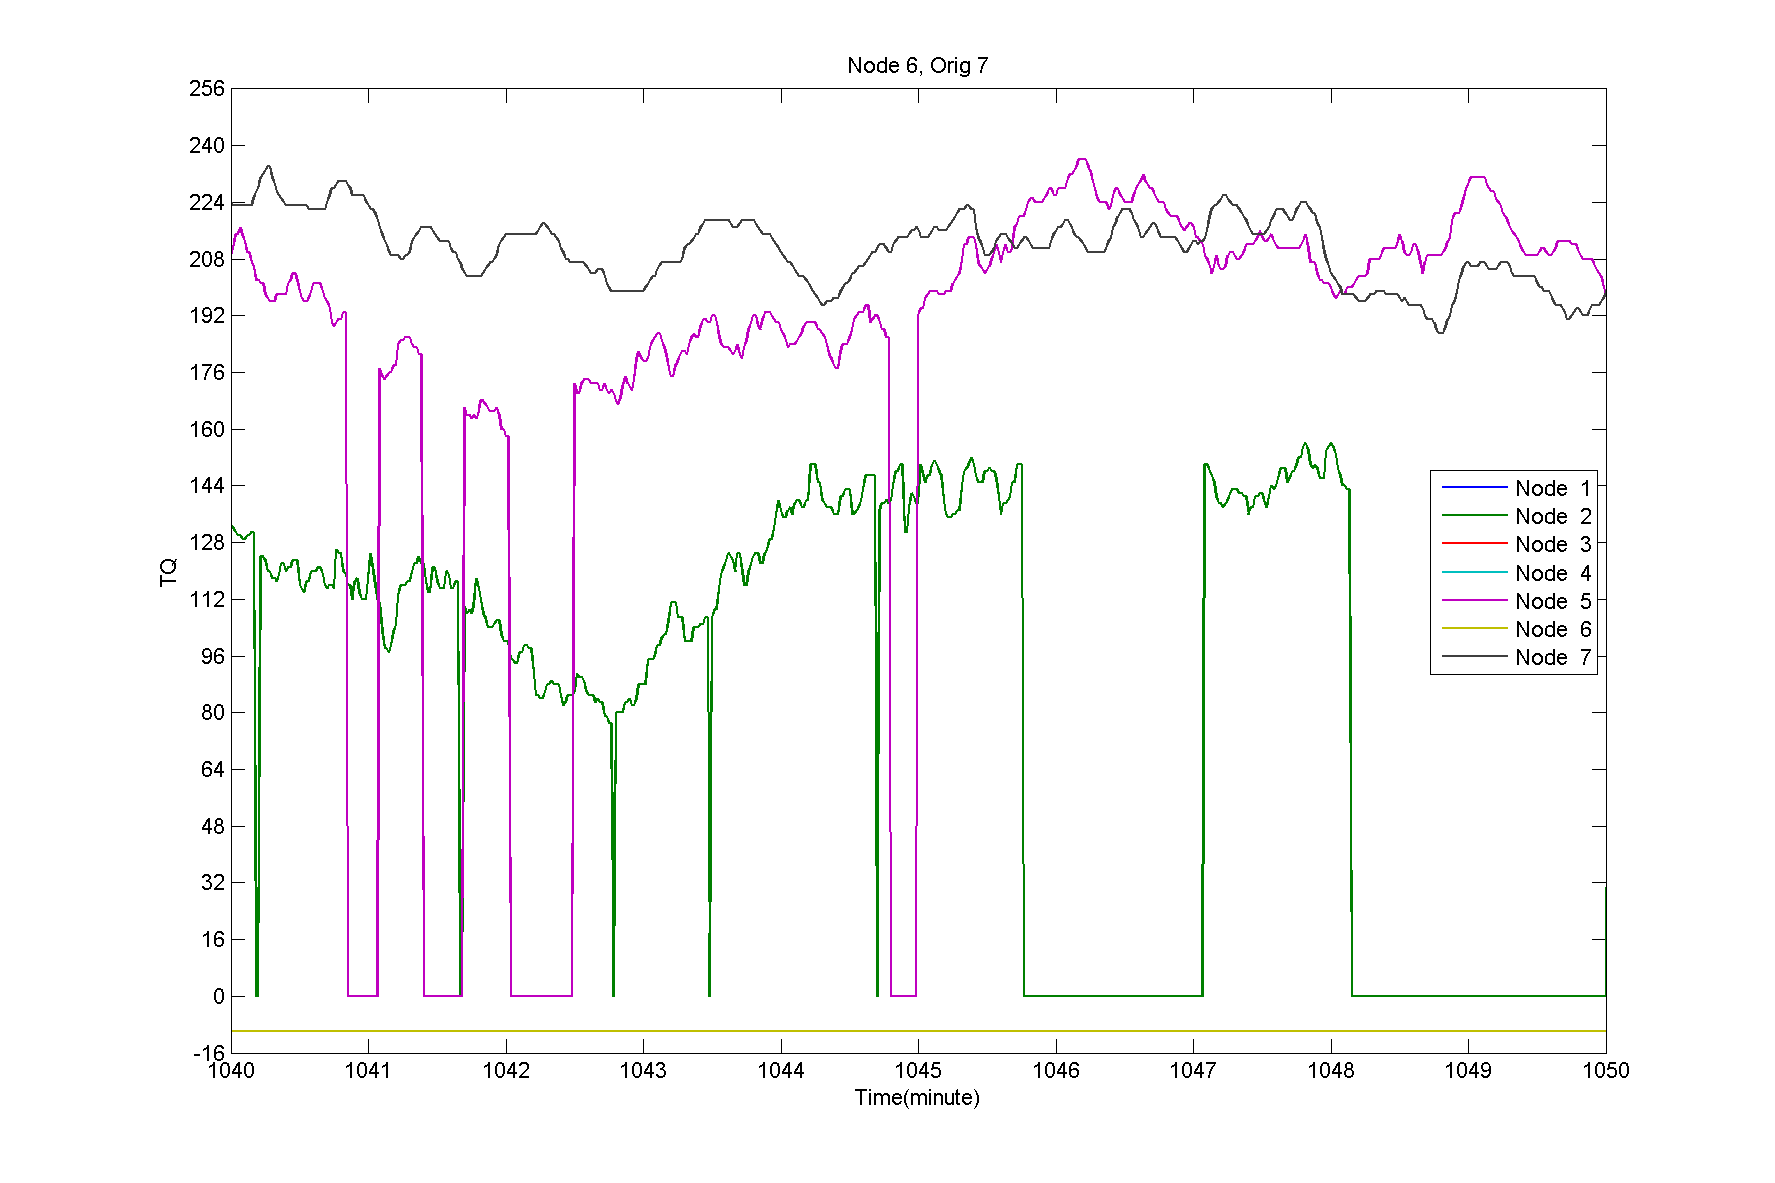 Node 6, Orig 7
256
240
224
208
192
176
160
144
128
112
96
80
64
48
32
16
0
-16
TQ
Node 1
Node 2
Node 3
Node 4
Node 5
Node 6
Node 7
1040 1041 1042 1043 1044 1045 1046 1047 1048 1049 1050
Time(minute)